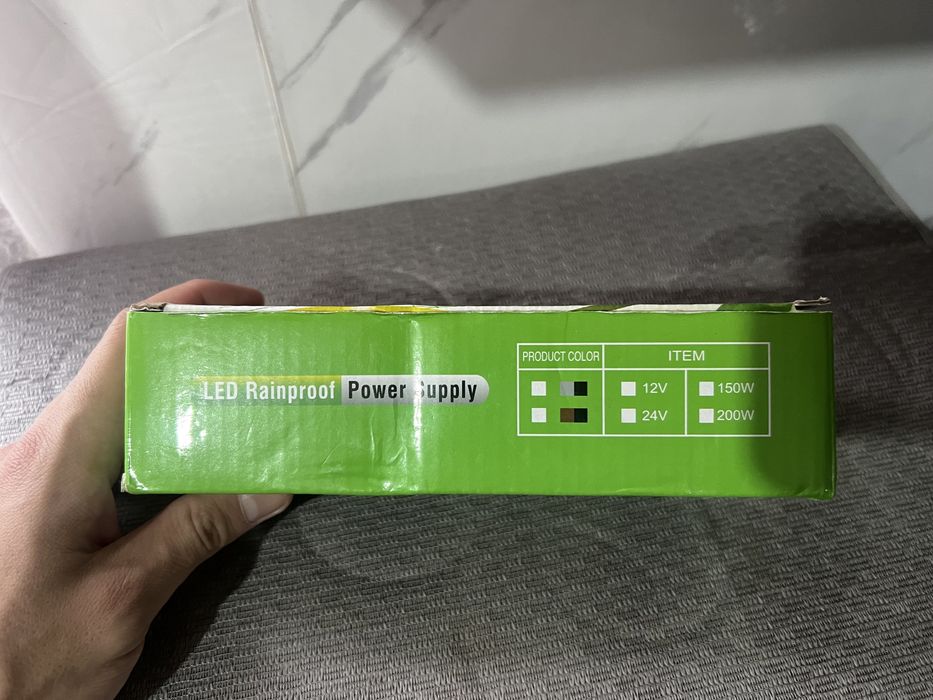 LED Rainproof Power Supply
PRODUCT COLOR ITEM
12V 150W
24V 200W